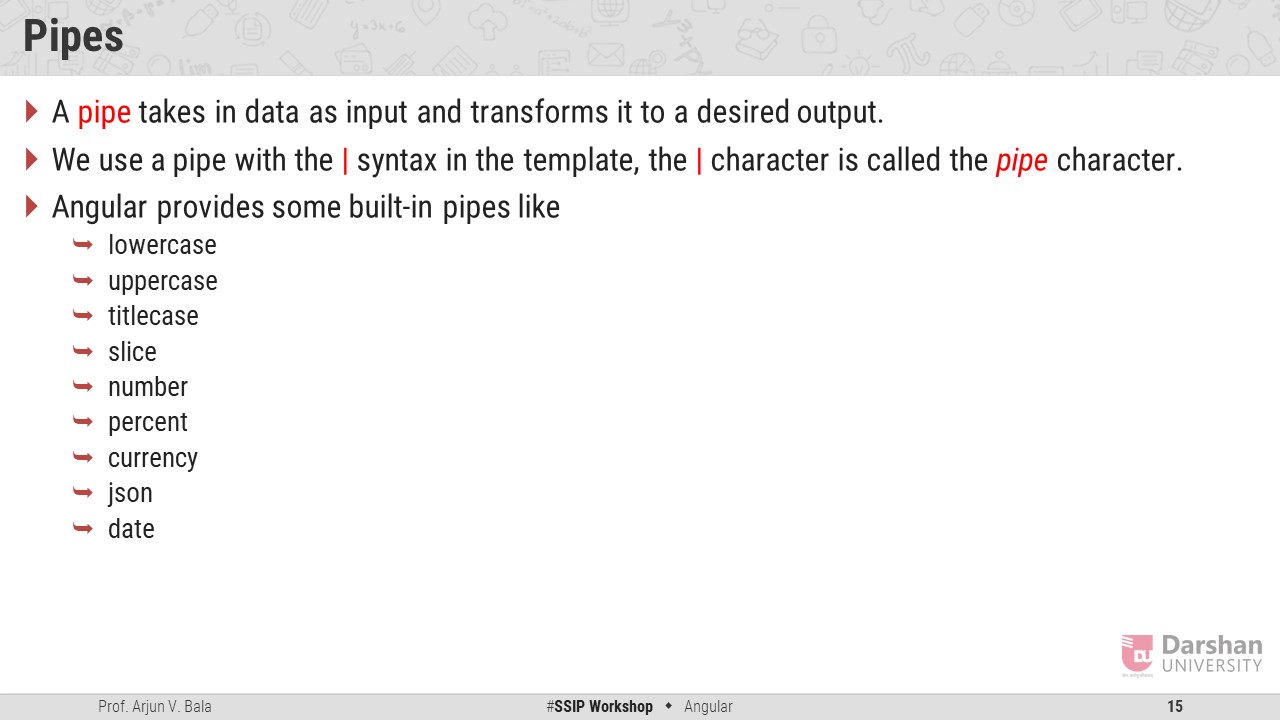 Pipes
A pipe takes in data as input and transforms it to a desired output.
We use a pipe with the | syntax in the template, the | character is called the pipe character.
Angular provides some built-in pipes like
lowercase
uppercase
titlecase
slice
number
percent
currency
json
date
DU
Darshan
UNIVERSITY
Prof. Arjun V. Bala
#SSIP Workshop ◆ Angular
15